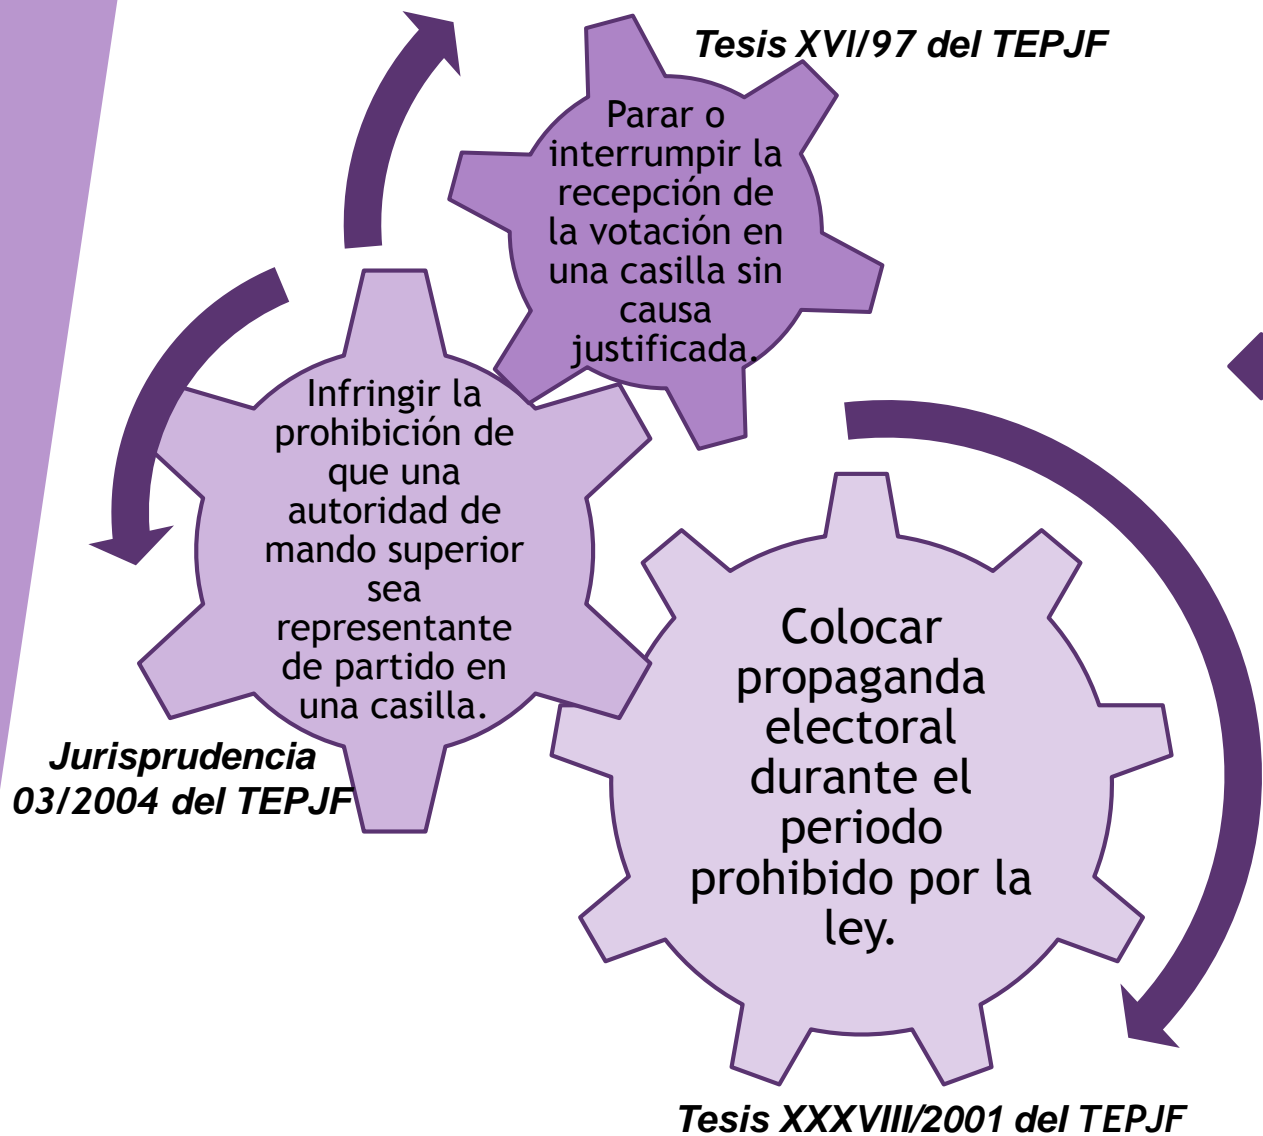 Tesis XVI/97 del TEPJF
Parar o
interrumpir la
recepción de
la votación en
una casilla sin
causa
justificada.
Infringir la
prohibición de
que una
autoridad de
mando superior
sea
representante
de partido en
una casilla.
Jurisprudencia
03/2004 del TEPJF
Colocar
propaganda
electoral
durante el
periodo
prohibido por la
ley.
Tesis XXXVIII/2001 del TEPJF